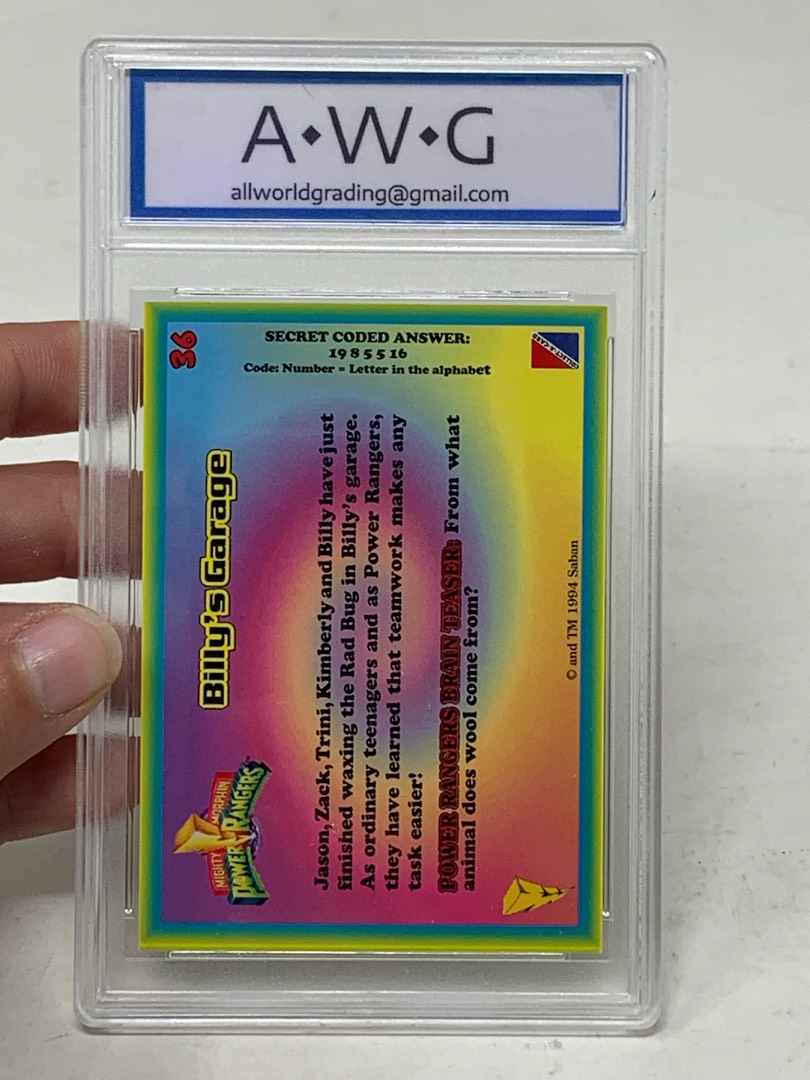 A◆W◆G
allworldgrading@gmail.com
36
SECRET CODED ANSWER:
19 8 5 5 16
Code: Number = Letter in the alphabet
COLLECT-A-CARD
Billy's Garage
MIGHTY MORPHIN
POWER RANGERS™
Jason, Zack, Trini, Kimberly and Billy have just
finished waxing the Rad Bug in Billy's garage.
As ordinary teenagers and as Power Rangers,
they have learned that teamwork makes any
task easier!
POWER RANGERS BRAIN TEASER: From what
animal does wool come from?
© and TM 1994 Saban